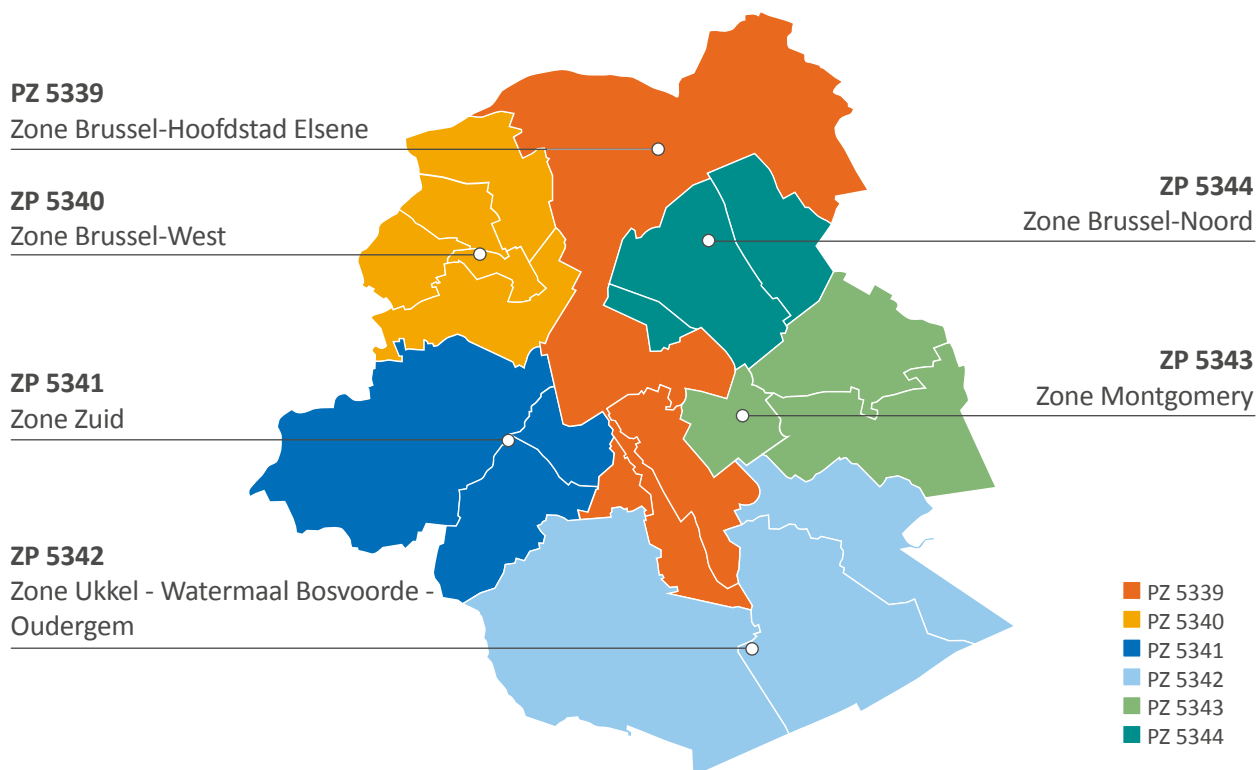 PZ 5339
Zone Brussel-Hoofdstad Elsene
ZP 5340
Zone Brussel-West
ZP 5341
Zone Zuid
ZP 5342
Zone Ukkel - Watermaal Bosvoorde -
Oudergem
ZP 5344
Zone Brussel-Noord
ZP 5343
Zone Montgomery
PZ 5339
PZ 5340
PZ 5341
PZ 5342
PZ 5343
PZ 5344